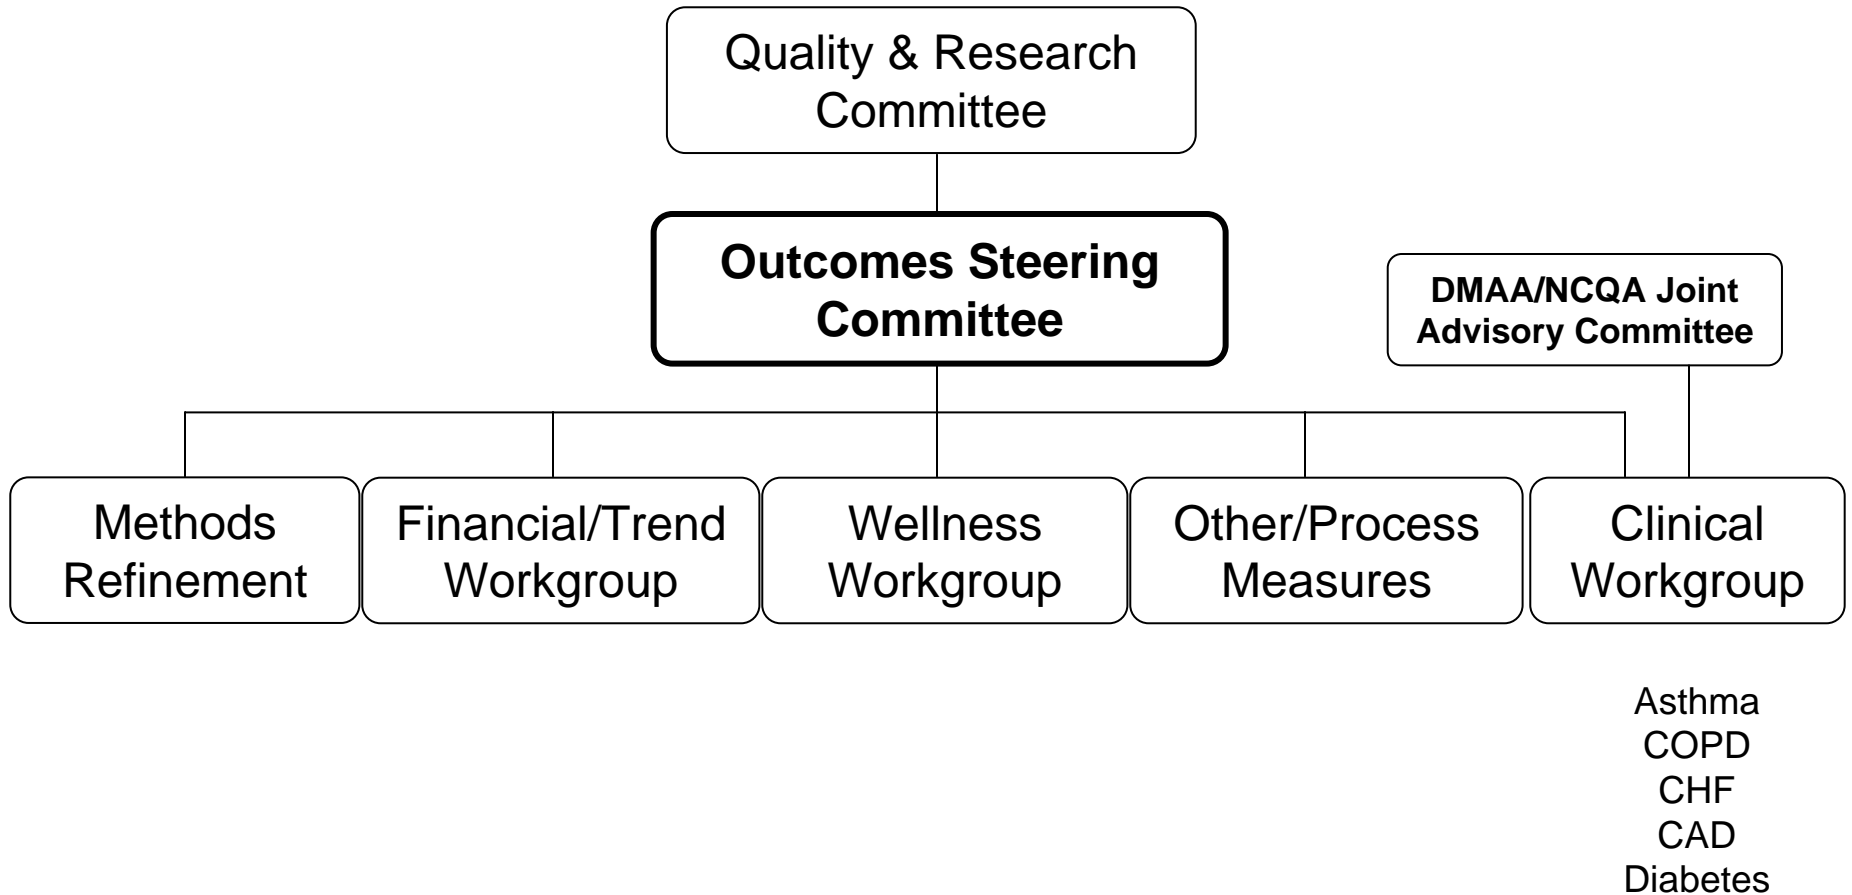 Quality & Research
Committee
Outcomes Steering
Committee
DMAA/NCQA Joint
Advisory Committee
Methods
Refinement
Financial/Trend
Workgroup
Wellness
Workgroup
Other/Process
Measures
Clinical
Workgroup
Asthma
COPD
CHF
CAD
Diabetes